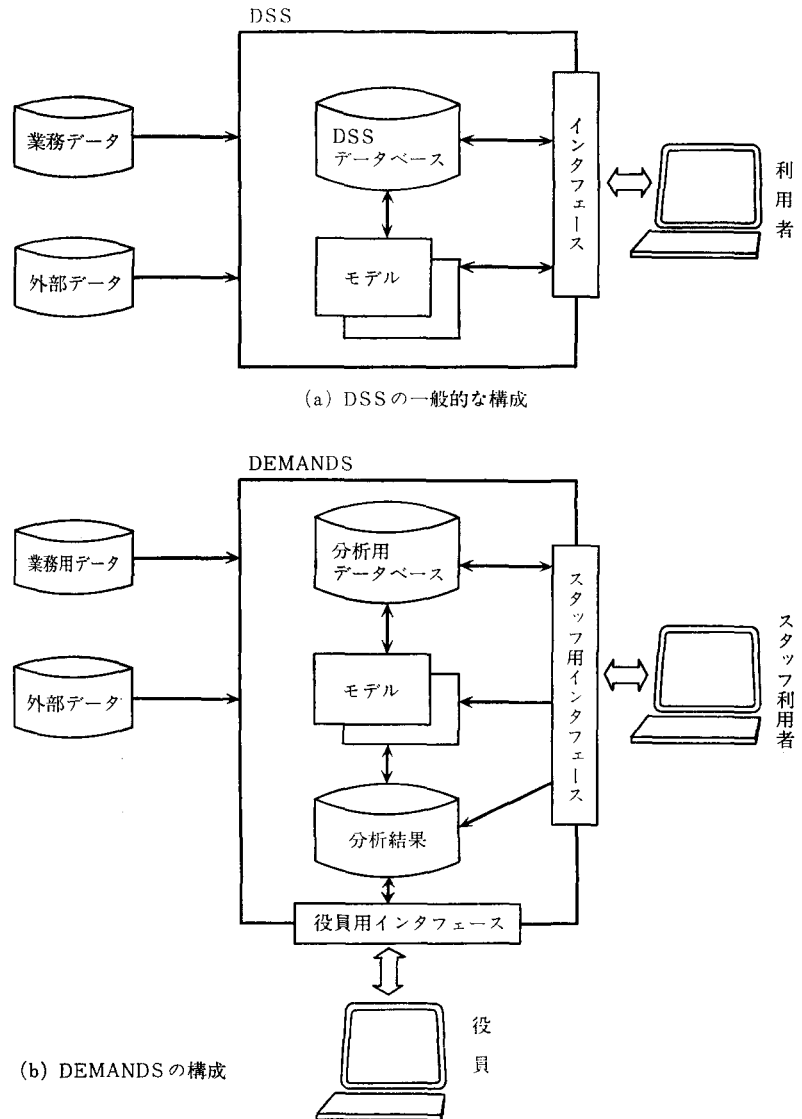 DSS
業務データ
外部データ
DSS
データベース
モデル
インタフェース
利用者
(a) DSSの一般的な構成
DEMANDS
業務用データ
外部データ
分析用
データベース
モデル
分析結果
スタッフ用インタフェース
スタッフ利用者
役員用インタフェース
役員
(b) DEMANDSの構成